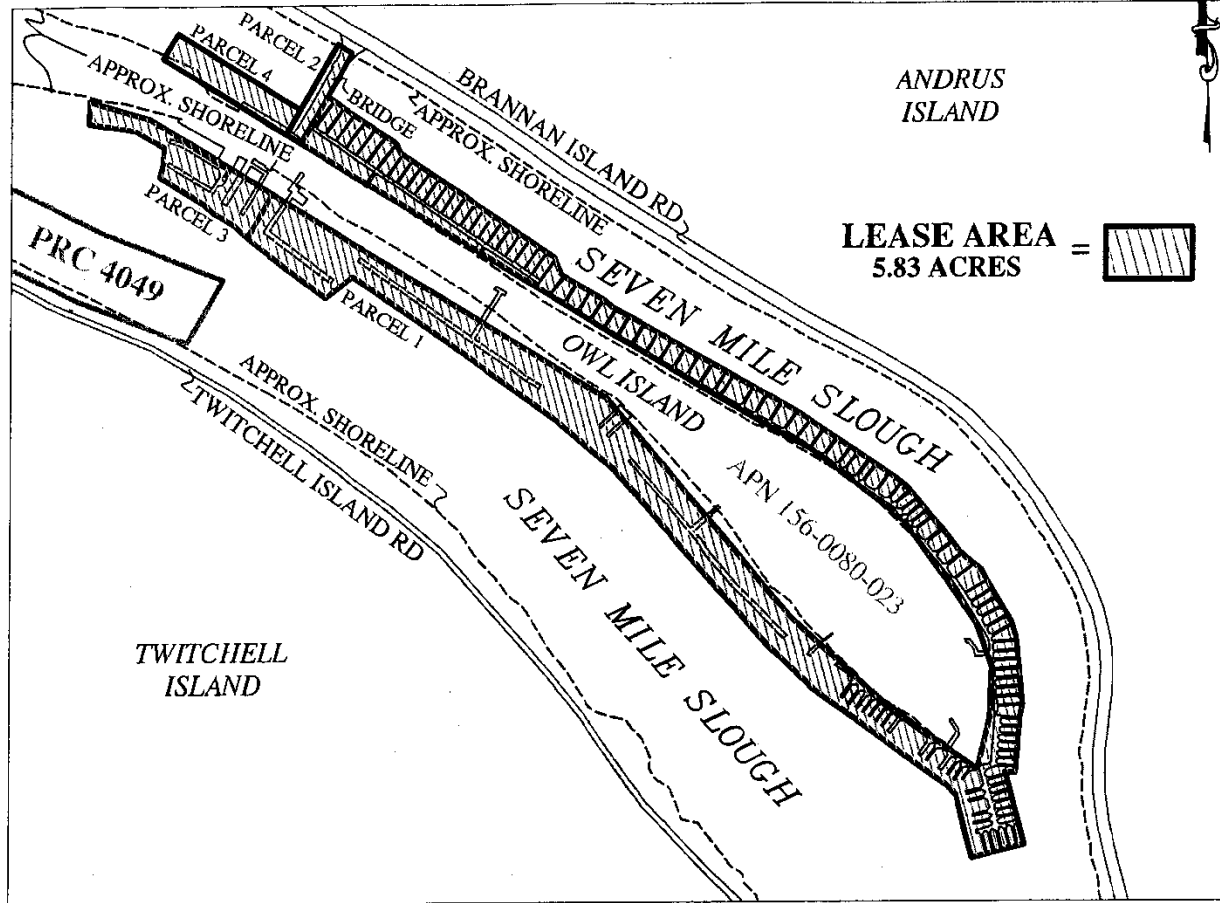 PARCEL 2
PARCEL 4
APPROX. SHORELINE
BRIDGE
BRANNAN ISLAND RD
APPROX. SHORELINE
ANDRUS
ISLAND
LEASE AREA =
5.83 ACRES
PARCEL 3
PRC 4049
PARCEL 1
SEVEN MILE SLOUGH
OWL ISLAND
APPROX. SHORELINE
TWITCHELL ISLAND RD
APN 156-0080-023
SEVEN MILE SLOUGH
TWITCHELL
ISLAND